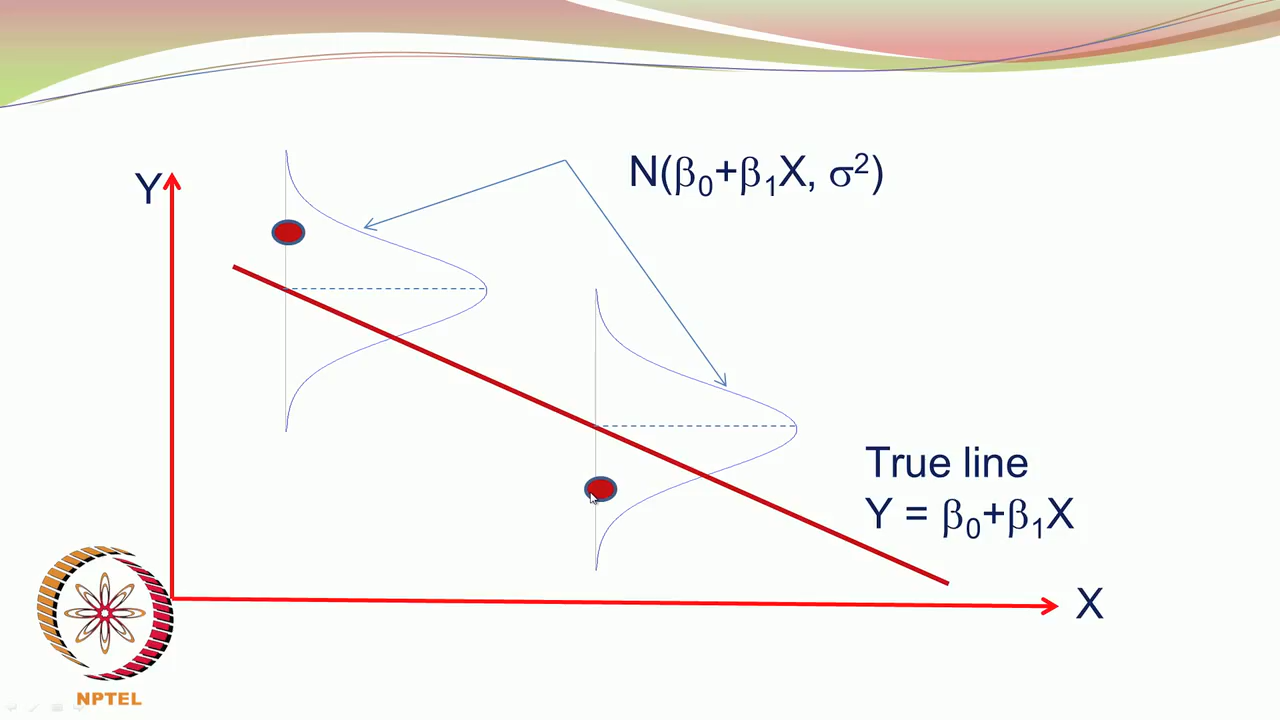 Y
N(β₀+β₁X, σ²)
True line
Y = β₀+β₁X
X
NPTEL